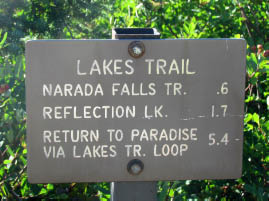 LAKES TRAIL
NARADA FALLS TR. .6
REFLECTION LK. 1.7
RETURN TO PARADISE
VIA LAKES TR. LOOP 5.4